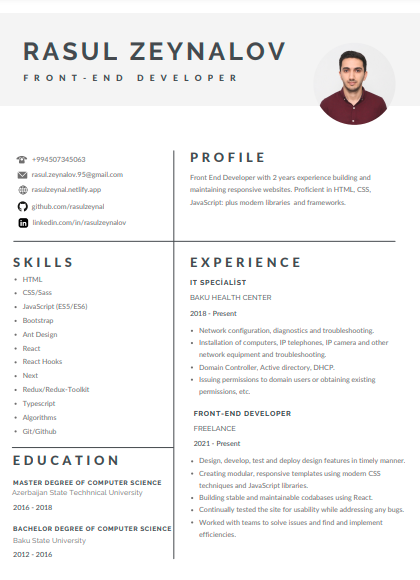 RASUL ZEYNALOV
FRONT-END DEVELOPER
+994507345063
rasul.zeynalov.95@gmail.com
rasulzeynal.netlify.app
github.com/rasulzeynal
linkedin.com/in/rasulzeynalov
PROFILE
Front End Developer with 2 years experience building and
maintaining responsive websites. Proficient in HTML, CSS,
JavaScript: plus modern libraries and frameworks.
SKILLS
• HTML
• CSS/Sass
• JavaScript (ES5/ES6)
• Bootstrap
• Ant Design
• React
• React Hooks
• Next
• Redux/Redux-Toolkit
• Typescript
• Algorithms
• Git/Github
EDUCATION
MASTER DEGREE OF COMPUTER SCIENCE
Azerbaijan State Techhnical University
2016 - 2018
BACHELOR DEGREE OF COMPUTER SCIENCE
Baku State University
2012 - 2016
EXPERIENCE
IT SPECİALİST
BAKU HEALTH CENTER
2018 - Present
• Network configuration, diagnostics and troubleshooting.
• Installation of computers, IP telephones, IP camera and other
network equipment and troubleshooting.
• Domain Controller, Active directory, DHCP.
• Issuing permissions to domain users or obtaining existing
permissions, etc.
FRONT-END DEVELOPER
FREELANCE
2021 - Present
• Design, develop, test and deploy design features in timely manner.
• Creating modular, responsive templates using modern CSS
techniques and JavaScript libraries.
• Building stable and maintainable codabases using React.
• Continually tested the site for usability while addressing any bugs.
• Worked with teams to solve issues and find and implement
efficiencies.